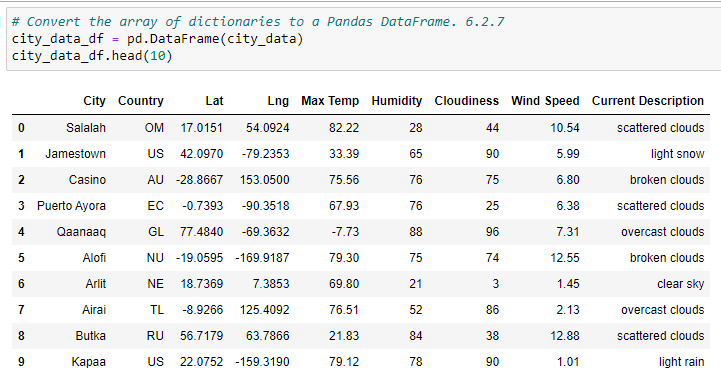 # Convert the array of dictionaries to a Pandas DataFrame. 6.2.7
city_data_df = pd.DataFrame(city_data)
city_data_df.head(10)
City Country Lat Lng Max Temp Humidity Cloudiness Wind Speed Current Description
0 Salalah OM 17.0151 54.0924 82.22 28 44 10.54 scattered clouds
1 Jamestown US 42.0970 -79.2353 33.39 65 90 5.99 light snow
2 Casino AU -28.8667 153.0500 75.56 76 75 6.80 broken clouds
3 Puerto Ayora EC -0.7393 -90.3518 67.93 76 25 6.38 scattered clouds
4 Qaanaaq GL 77.4840 -69.3632 -7.73 88 96 7.31 overcast clouds
5 Alofi NU -19.0595 -169.9187 79.30 75 74 12.55 broken clouds
6 Arlit NE 18.7369 7.3853 69.80 21 3 1.45 clear sky
7 Airai TL -8.9266 125.4092 76.51 52 86 2.13 overcast clouds
8 Butka RU 56.7179 63.7866 21.83 84 38 12.88 scattered clouds
9 Kapaa US 22.0752 -159.3190 79.12 78 90 1.01 light rain